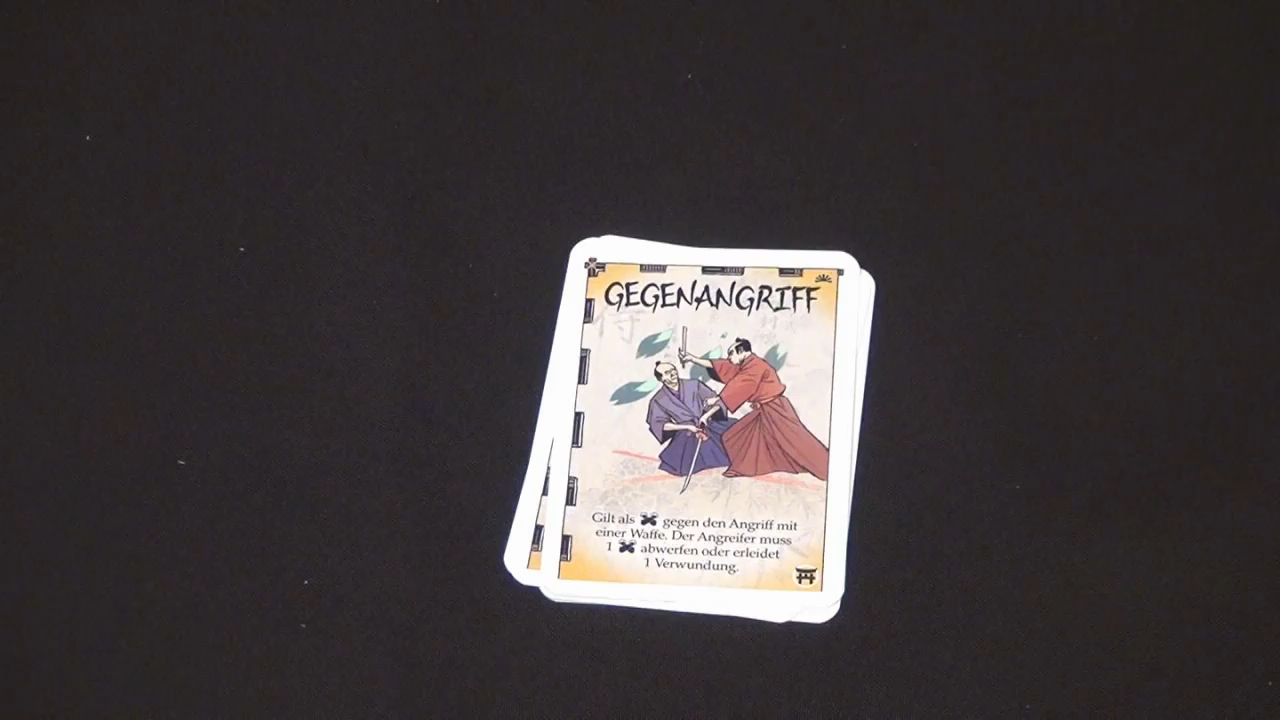 GEGENANGRIFF
Gilt als gegen den Angriff mit
einer Waffe. Der Angreifer muss
1 abwerfen oder erleidet
1 Verwundung.